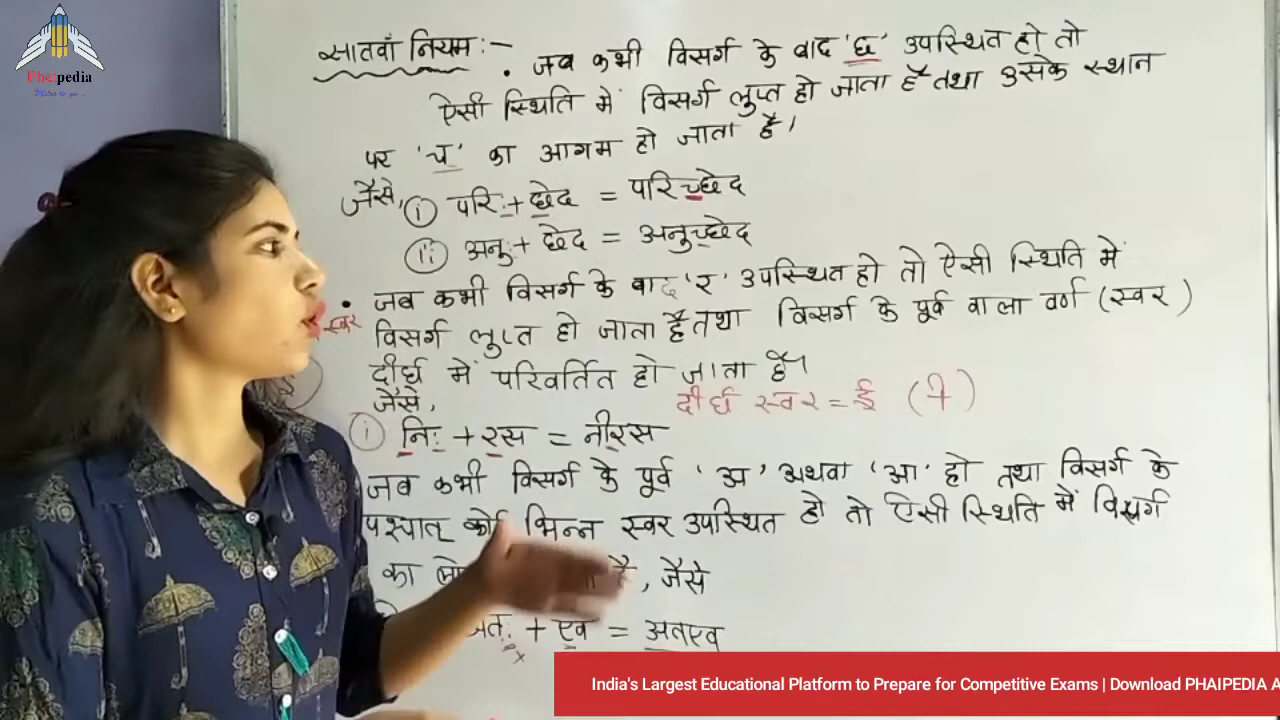 Phaipedia
सातवाँ नियम :-
• जब कभी विसर्ग के बाद 'छ' उपस्थित हो तो
ऐसी स्थिति में विसर्ग लुप्त हो जाता है तथा उसके स्थान
पर 'च' का आगम हो जाता है।
जैसे, (i) परिः + छेद = परिच्छेद
(ii) अनुः + छेद = अनुच्छेद
• जब कभी विसर्ग के बाद 'र' उपस्थित हो तो ऐसी स्थिति में
स्वर
विसर्ग लुप्त हो जाता है तथा विसर्ग के पूर्व वाला वर्ण (स्वर)
दीर्घ में परिवर्तित हो जाता है।
जैसे,
दीर्घ स्वर = ई (ी)
(i) निः + रस = नीरस
जब कभी विसर्ग के पूर्व 'अ' अथवा 'आ' हो तथा विसर्ग के
पश्चात् कोई भिन्न स्वर उपस्थित हो तो ऐसी स्थिति में विसर्ग
का है, जैसे
अतः + एव = अतएव
India's Largest Educational Platform to Prepare for Competitive Exams | Download PHAIPEDIA A